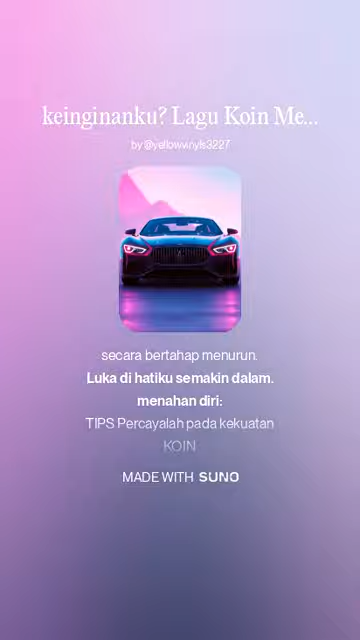 keinginanku? Lagu Koin Me...
by @yellowvinyls3227
secara bertahap menurun.
Luka di hatiku semakin dalam.
menahan diri:
TIPS Percayalah pada kekuatan
KOIN
MADE WITH SUNO